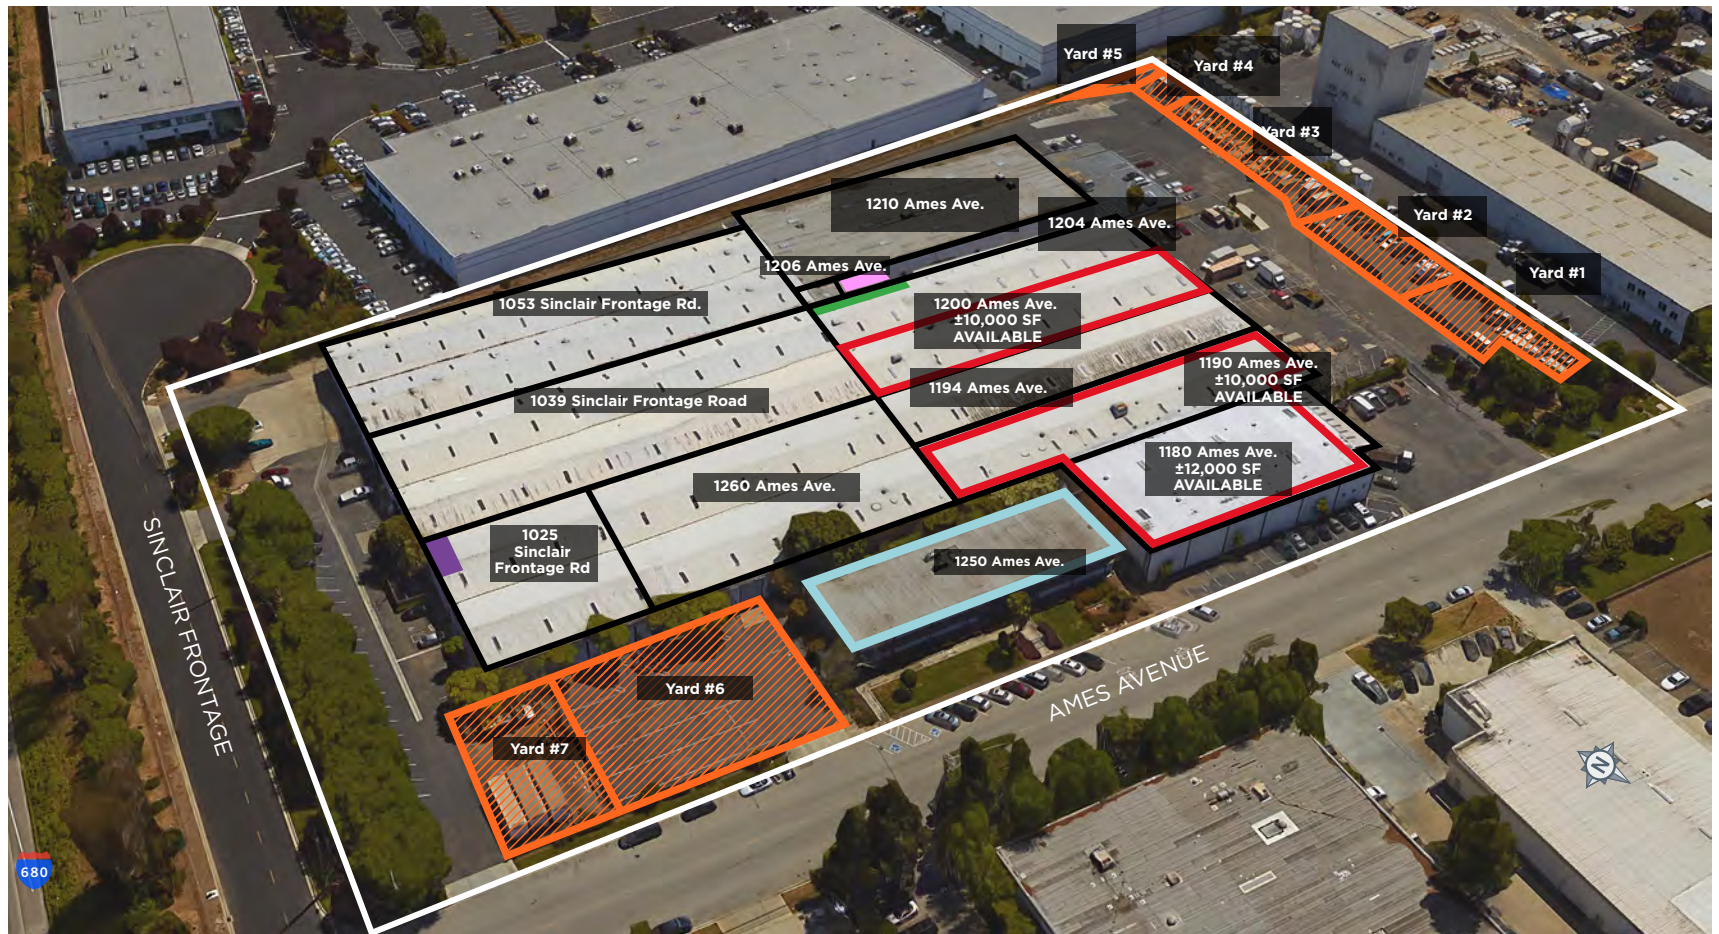 Yard #5
Yard #4
Yard #3
Yard #2
Yard #1
1210 Ames Ave.
1204 Ames Ave.
1206 Ames Ave.
1053 Sinclair Frontage Rd.
1200 Ames Ave.
±10,000 SF
AVAILABLE
1190 Ames Ave.
±10,000 SF
AVAILABLE
1194 Ames Ave.
1039 Sinclair Frontage Road
1180 Ames Ave.
±12,000 SF
AVAILABLE
1260 Ames Ave.
1025
Sinclair
Frontage Rd
1250 Ames Ave.
SINCLAIR FRONTAGE
AMES AVENUE
Yard #6
Yard #7
N
680